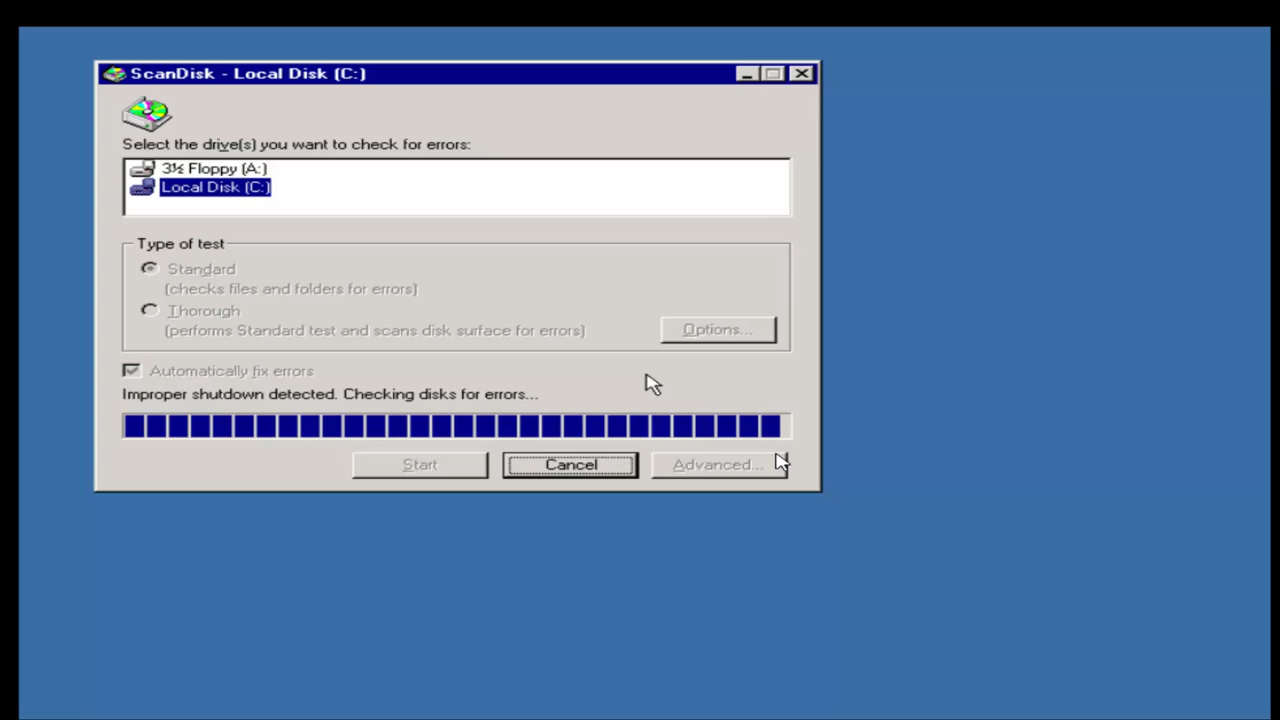 ScanDisk - Local Disk (C:)
Select the drive(s) you want to check for errors:
3½ Floppy (A:)
Local Disk (C:)
Type of test
Standard
(checks files and folders for errors)
Thorough
(performs Standard test and scans disk surface for errors)
Options...
Automatically fix errors
Improper shutdown detected. Checking disks for errors...
Start
Cancel
Advanced...